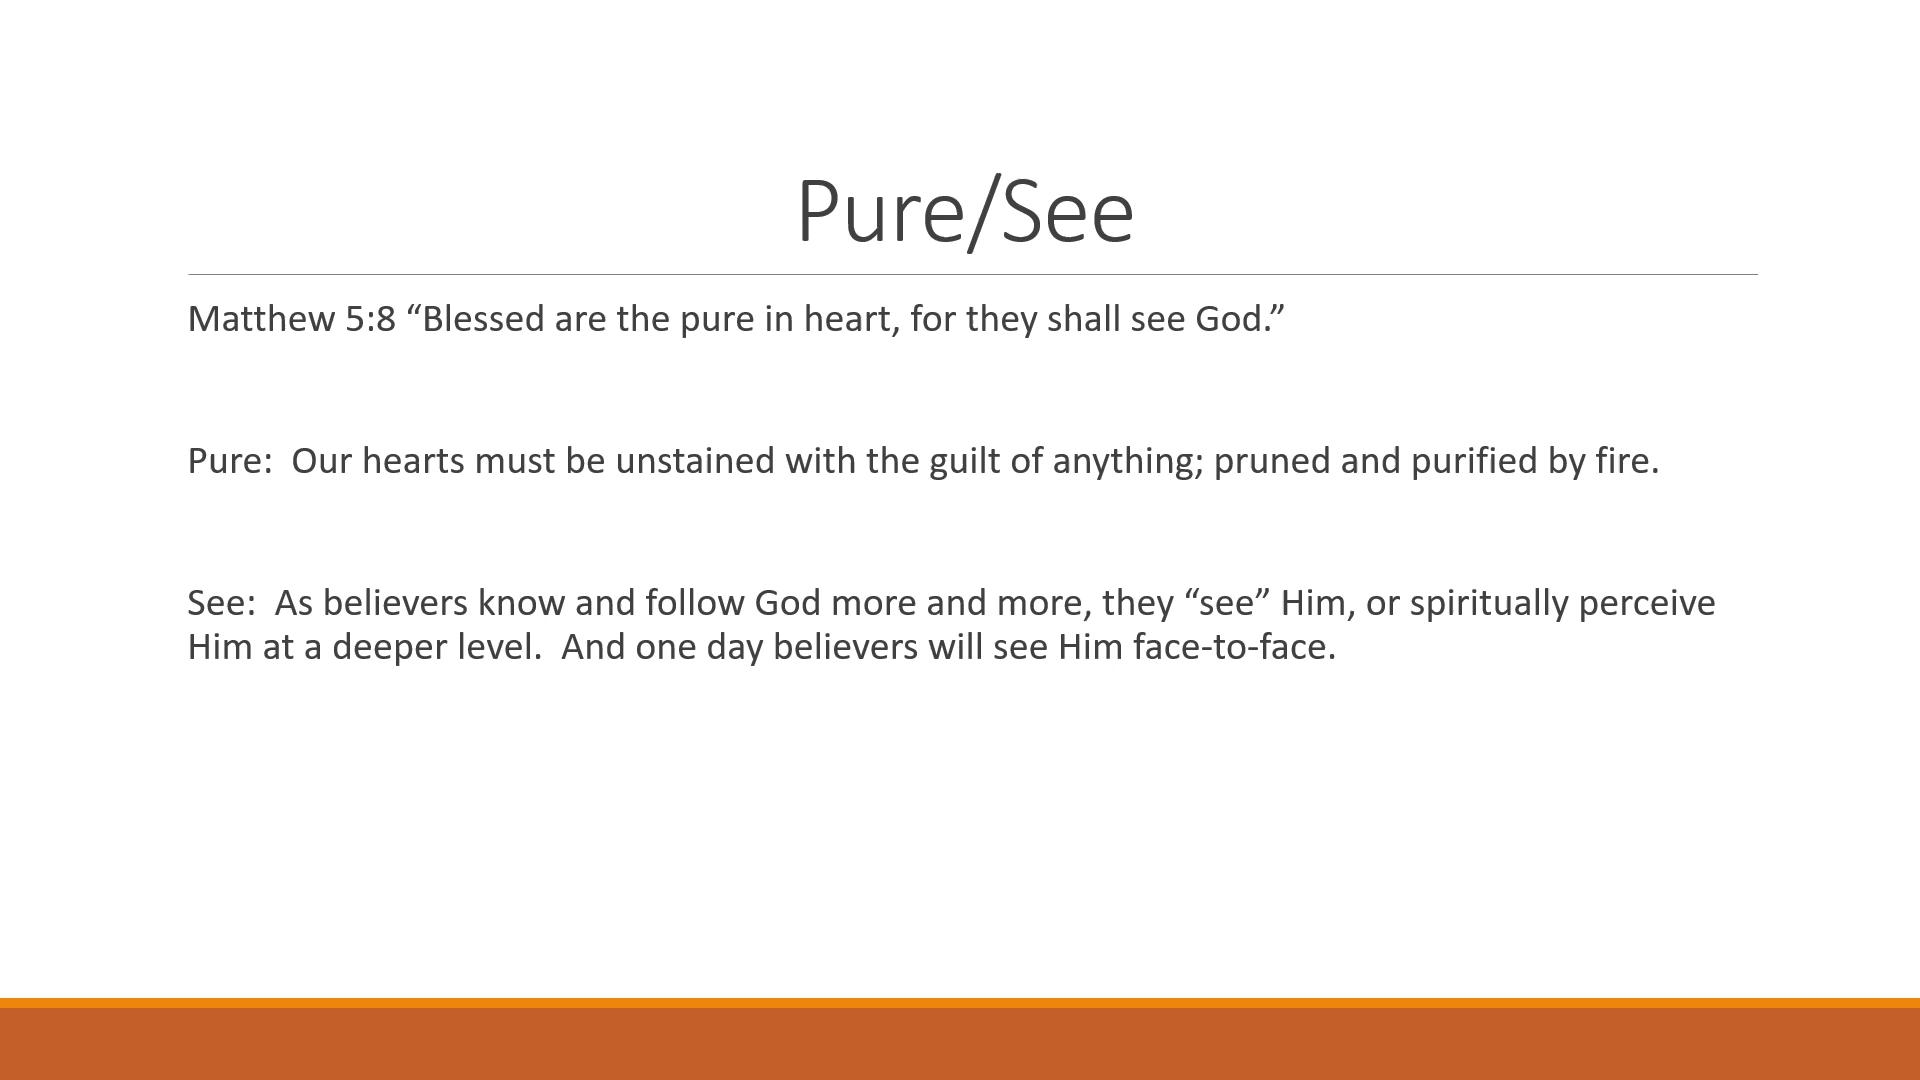 Pure/See
Matthew 5:8 “Blessed are the pure in heart, for they shall see God.”
Pure:  Our hearts must be unstained with the guilt of anything; pruned and purified by fire.
See:  As believers know and follow God more and more, they “see” Him, or spiritually perceive
Him at a deeper level.  And one day believers will see Him face-to-face.